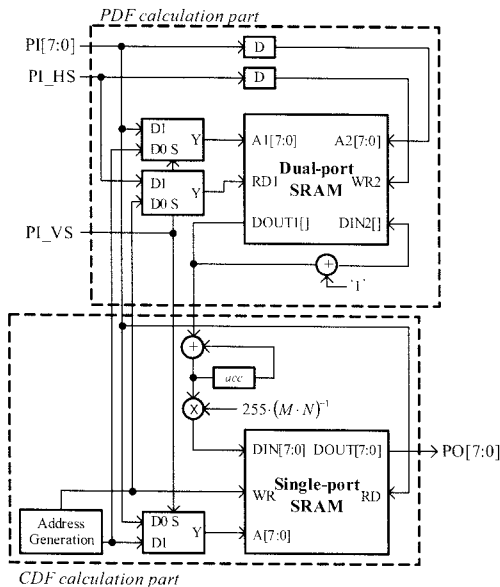 PDF calculation part
PI[7:0]
D
PI_HS
D
D1
D0 S
Y
A1[7:0]
A2[7:0]
Dual-port
SRAM
D1
D0 S
Y
RD1
WR2
DOUT1[]
DIN2[]
PI_VS
+
'1'
+
acc
X
255·(M·N)⁻¹
DIN[7:0]
DOUT[7:0]
PO[7:0]
Single-port
SRAM
WR
RD
Address
Generation
D0 S
D1
Y
A[7:0]
CDF calculation part